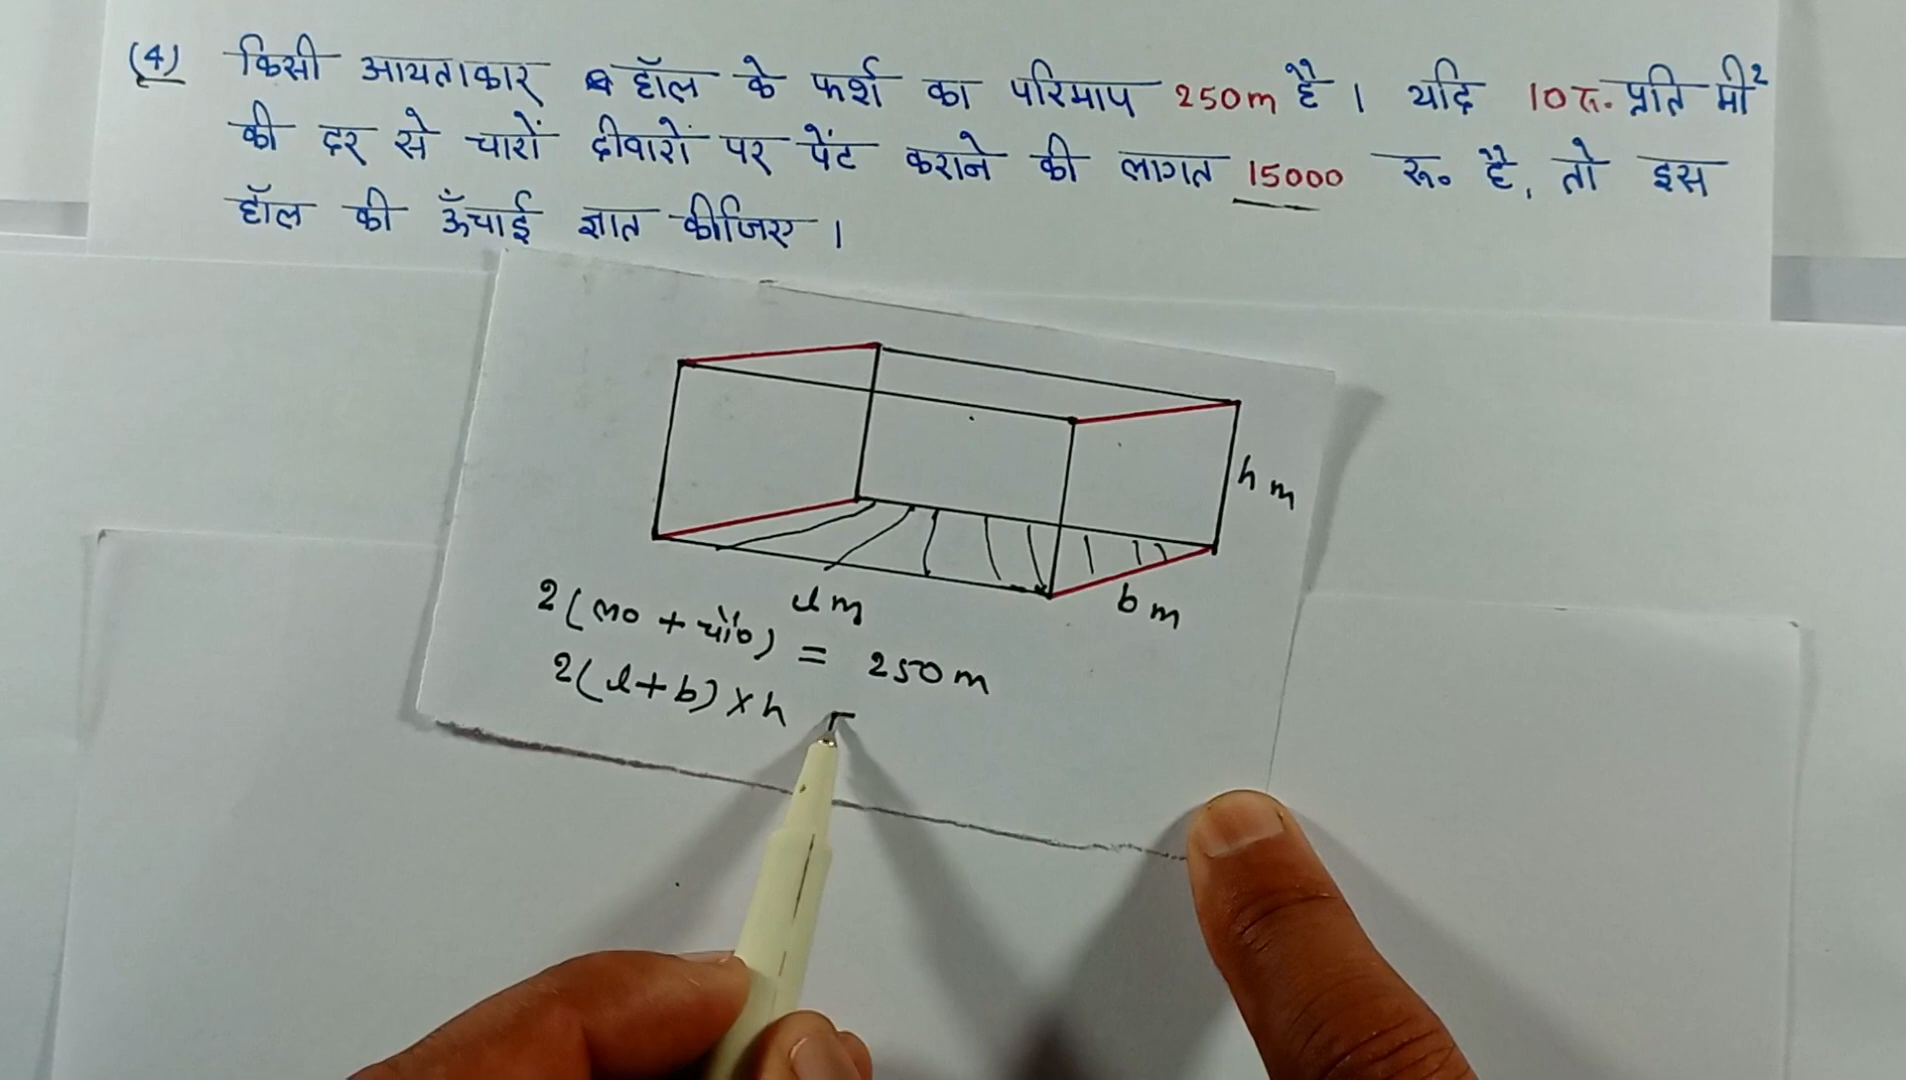 (4) किसी आयताकार हॉल के फर्श का परिमाप 250m है । यदि 10रु. प्रति मी²
की दर से चारों दीवारों पर पेंट कराने की लागत 15000 रू० है, तो इस
हॉल की ऊँचाई ज्ञात कीजिए ।
h m
l m
b m
2(ल० + चौ०) = 250m
2(l+b)×h